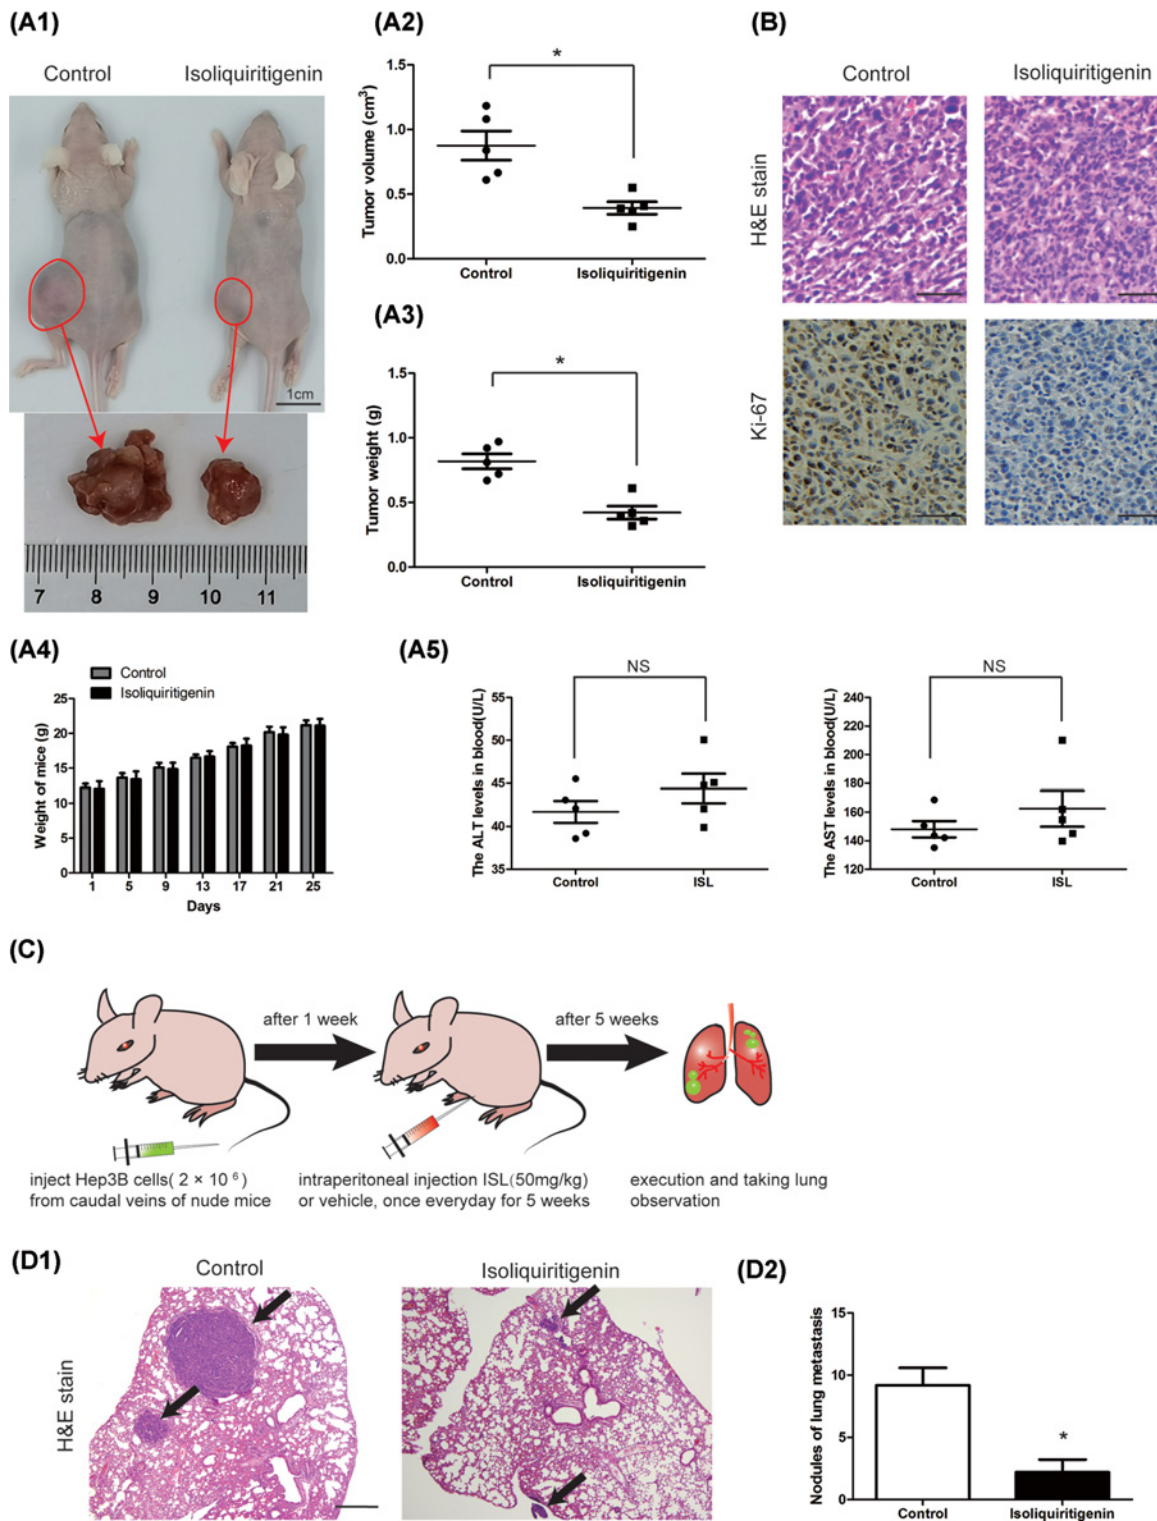 (A1)
Control
Isoliquiritigenin
1cm
7 8 9 10 11
(A2)
*
Tumor volume (cm³)
1.5
1.0
0.5
0.0
Control
Isoliquiritigenin
(A3)
*
Tumor weight (g)
1.5
1.0
0.5
0.0
Control
Isoliquiritigenin
(B)
Control
Isoliquiritigenin
H&E stain
Ki-67
(A4)
Control
Isoliquiritigenin
Weight of mice (g)
25
20
15
10
5
0
1 5 9 13 17 21 25
Days
(A5)
NS
The ALT levels in blood(U/L)
50
45
40
35
Control
ISL
NS
The AST levels in blood(U/L)
240
220
200
180
160
140
120
Control
ISL
(C)
after 1 week
after 5 weeks
inject Hep3B cells( 2 × 10 ⁶)
from caudal veins of nude mice
intraperitoneal injection ISL(50mg/kg)
or vehicle, once everyday for 5 weeks
execution and taking lung
observation
(D1)
Control
Isoliquiritigenin
H&E stain
(D2)
Nodules of lung metastasis
15
10
5
0
*
Control
Isoliquiritigenin